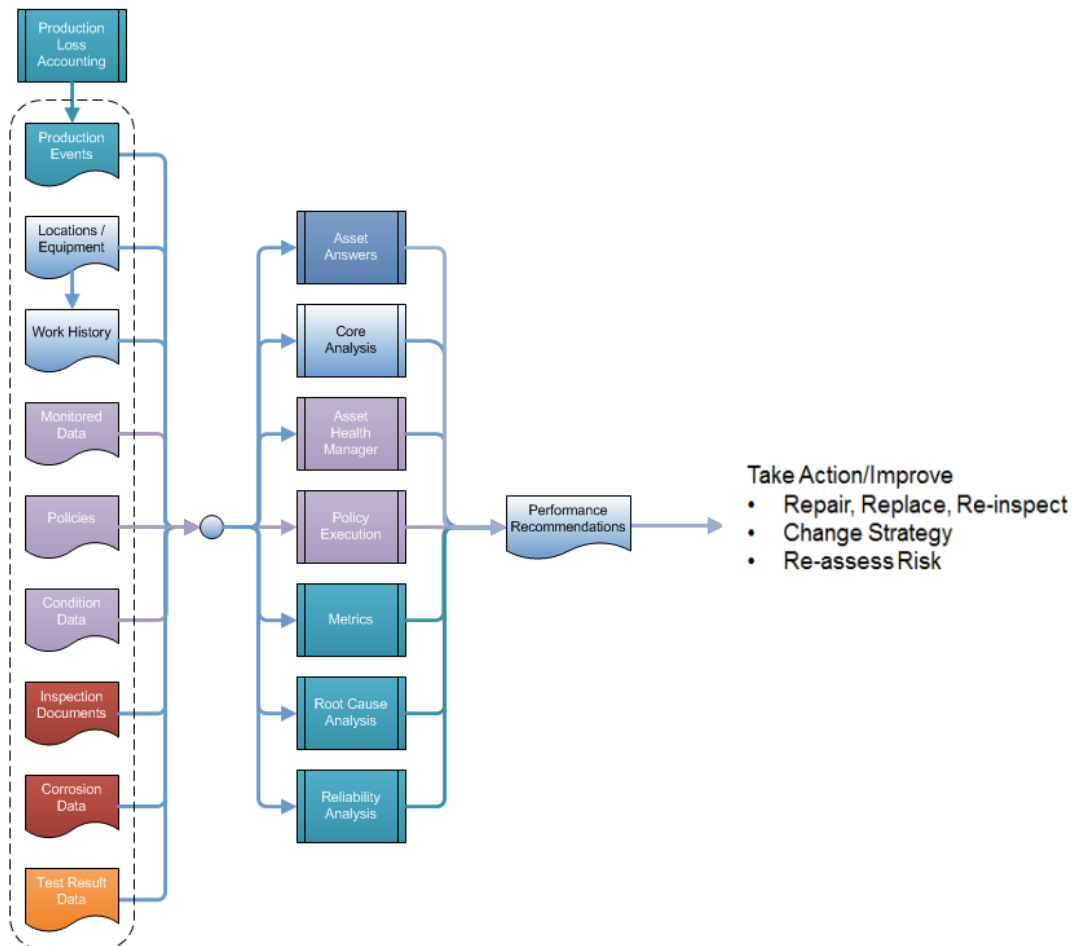 Production
Loss
Accounting
Production
Events
Locations /
Equipment
Work History
Monitored
Data
Policies
Condition
Data
Inspection
Documents
Corrosion
Data
Test Result
Data
Asset
Answers
Core
Analysis
Asset
Health
Manager
Policy
Execution
Metrics
Root Cause
Analysis
Reliability
Analysis
Performance
Recommendations
Take Action/Improve
• Repair, Replace, Re-inspect
• Change Strategy
• Re-assess Risk